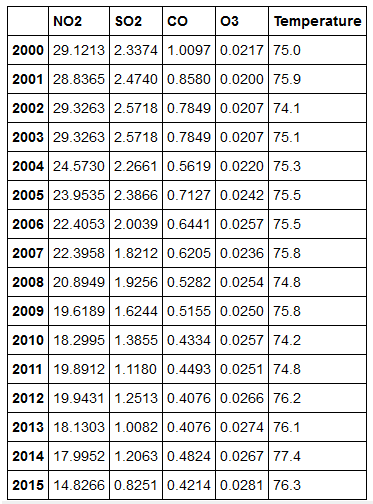 NO2 SO2 CO O3 Temperature
2000 29.1213 2.3374 1.0097 0.0217 75.0
2001 28.8365 2.4740 0.8580 0.0200 75.9
2002 29.3263 2.5718 0.7849 0.0207 74.1
2003 29.3263 2.5718 0.7849 0.0207 75.1
2004 24.5730 2.2661 0.5619 0.0220 75.3
2005 23.9535 2.3866 0.7127 0.0242 75.5
2006 22.4053 2.0039 0.6441 0.0257 75.5
2007 22.3958 1.8212 0.6205 0.0236 75.8
2008 20.8949 1.9256 0.5282 0.0254 74.8
2009 19.6189 1.6244 0.5155 0.0250 75.8
2010 18.2995 1.3855 0.4334 0.0257 74.2
2011 19.8912 1.1180 0.4493 0.0251 74.8
2012 19.9431 1.2513 0.4076 0.0266 76.2
2013 18.1303 1.0082 0.4076 0.0274 76.1
2014 17.9952 1.2063 0.4824 0.0267 77.4
2015 14.8266 0.8251 0.4214 0.0281 76.3